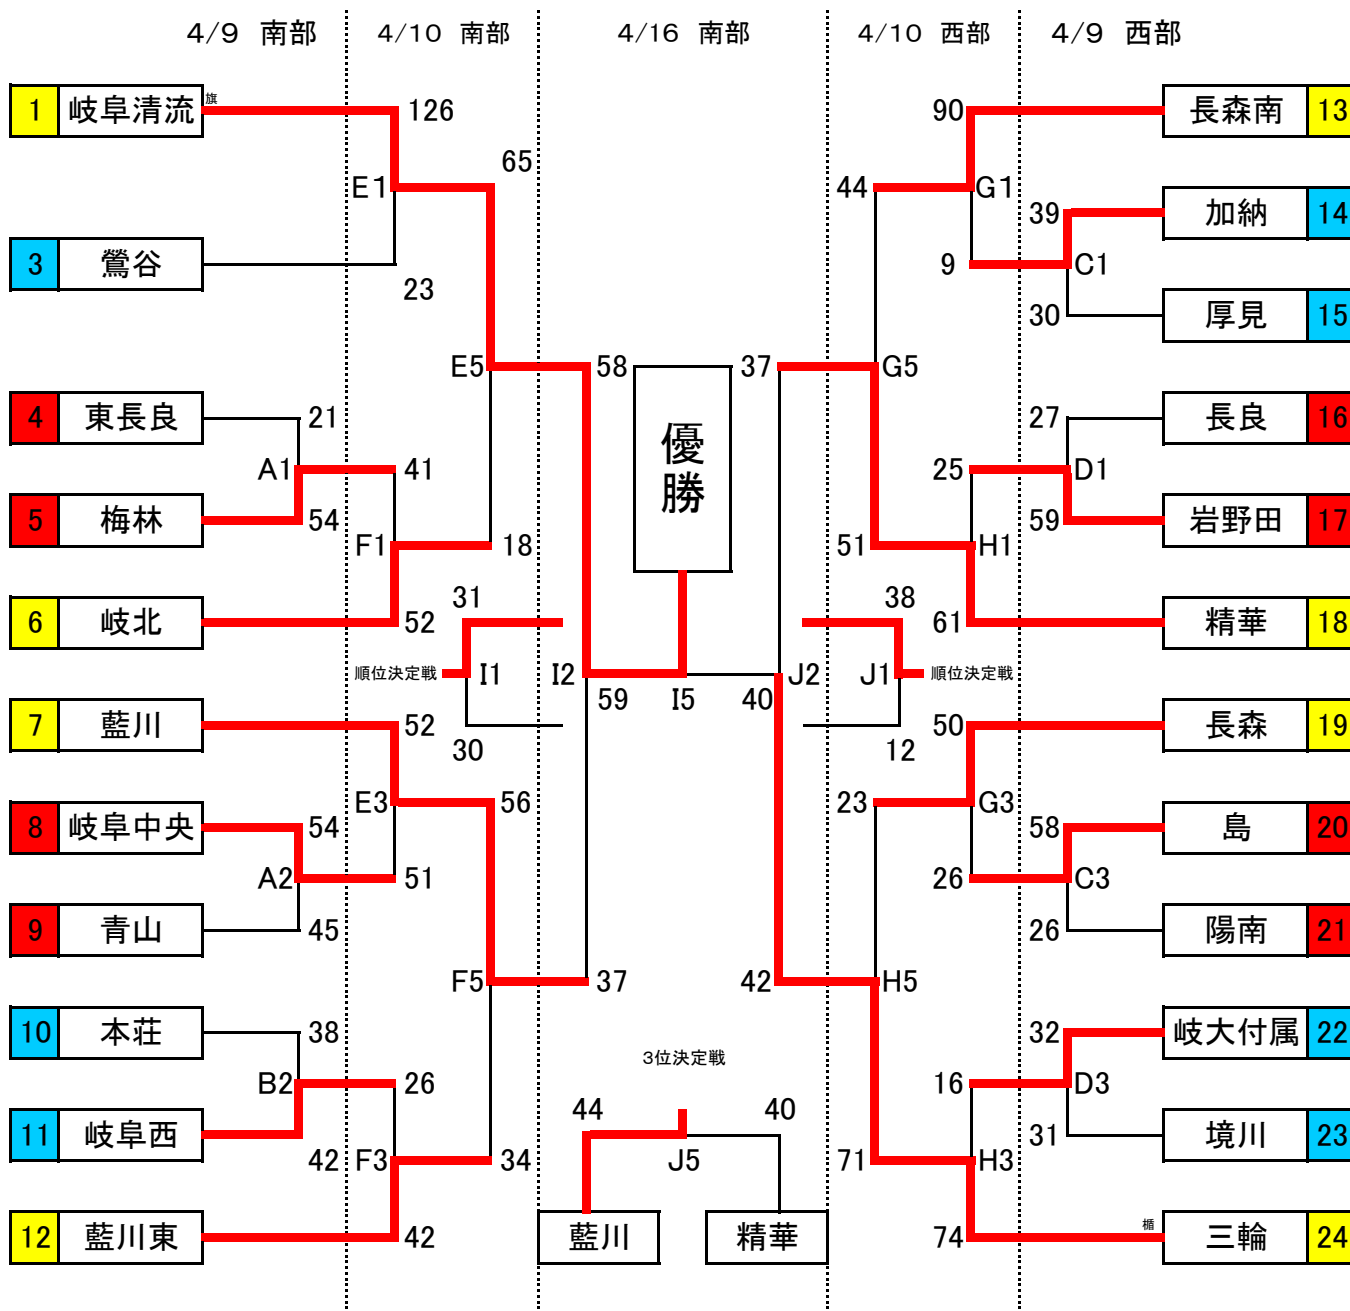 4/9 南部 4/10 南部 4/16 南部 4/10 西部 4/9 西部
1 岐阜清流 旗 126 90 長森南 13
65
E1 44 G1
39 加納 14
3 鶯谷 9 C1
23
30 厚見 15
E5 58 37 G5
4 東長良 21 27 長良 16
優勝
A1 41 25 D1
5 梅林 54 59 岩野田 17
F1 18 51 H1
31 38
6 岐北 52 61 精華 18
順位決定戦 I1 I2 J2 J1 順位決定戦
59 I5 40
7 藍川 52 50 長森 19
30 12
E3 56 23 G3
8 岐阜中央 54 58 島 20
A2 51 26 C3
9 青山 45 26 陽南 21
F5 37 42 H5
10 本荘 38 32 岐大付属 22
3位決定戦
B2 26 16 D3
44 40
11 岐阜西 31 境川 23
42 F3 34 J5 71 H3
12 藍川東 42 藍川 精華 74 楯 三輪 24